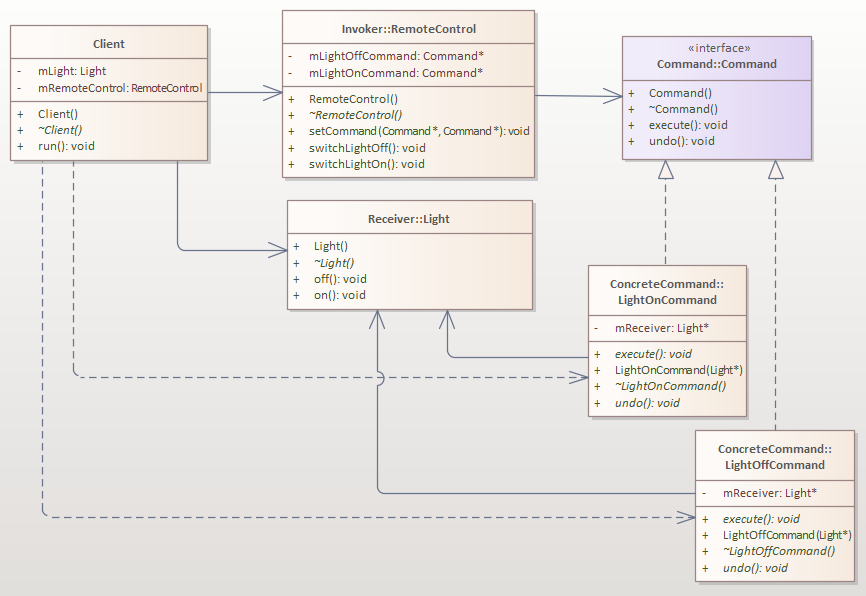 Client
- mLight: Light
- mRemoteControl: RemoteControl
+ Client()
+ ~Client()
+ run(): void
Invoker::RemoteControl
- mLightOffCommand: Command*
- mLightOnCommand: Command*
+ RemoteControl()
+ ~RemoteControl()
+ setCommand(Command*, Command*): void
+ switchLightOff(): void
+ switchLightOn(): void
«interface»
Command::Command
+ Command()
+ ~Command()
+ execute(): void
+ undo(): void
Receiver::Light
+ Light()
+ ~Light()
+ off(): void
+ on(): void
ConcreteCommand::
LightOnCommand
- mReceiver: Light*
+ execute(): void
+ LightOnCommand(Light*)
+ ~LightOnCommand()
+ undo(): void
ConcreteCommand::
LightOffCommand
- mReceiver: Light*
+ execute(): void
+ LightOffCommand(Light*)
+ ~LightOffCommand()
+ undo(): void